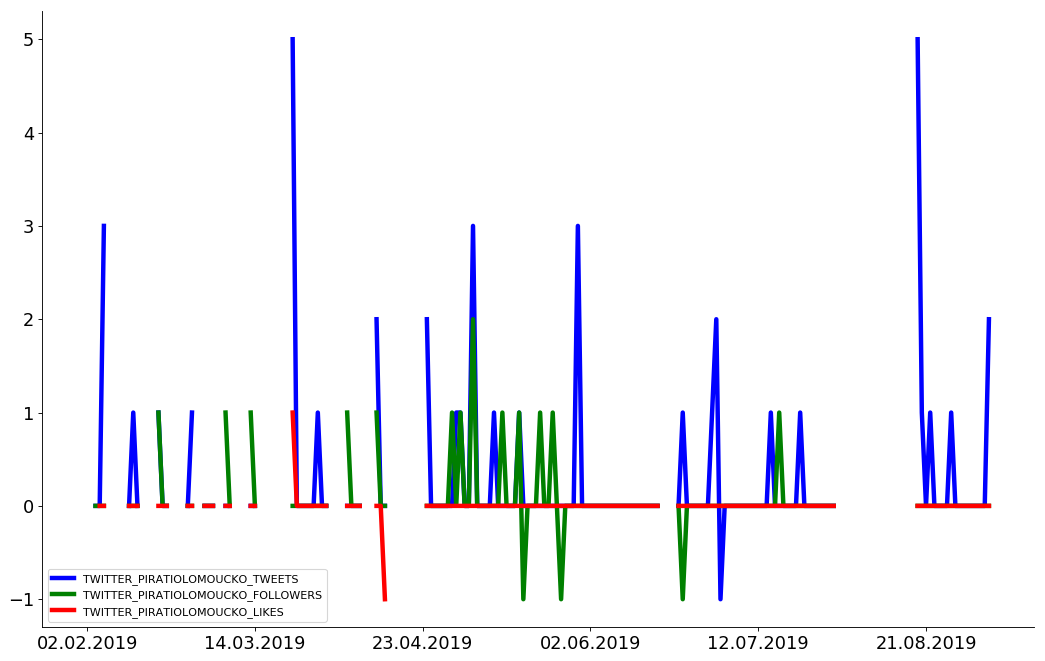 5
4
3
2
1
0
−1
TWITTER_PIRATIOLOMOUCKO_TWEETS
TWITTER_PIRATIOLOMOUCKO_FOLLOWERS
TWITTER_PIRATIOLOMOUCKO_LIKES
02.02.2019 14.03.2019 23.04.2019 02.06.2019 12.07.2019 21.08.2019